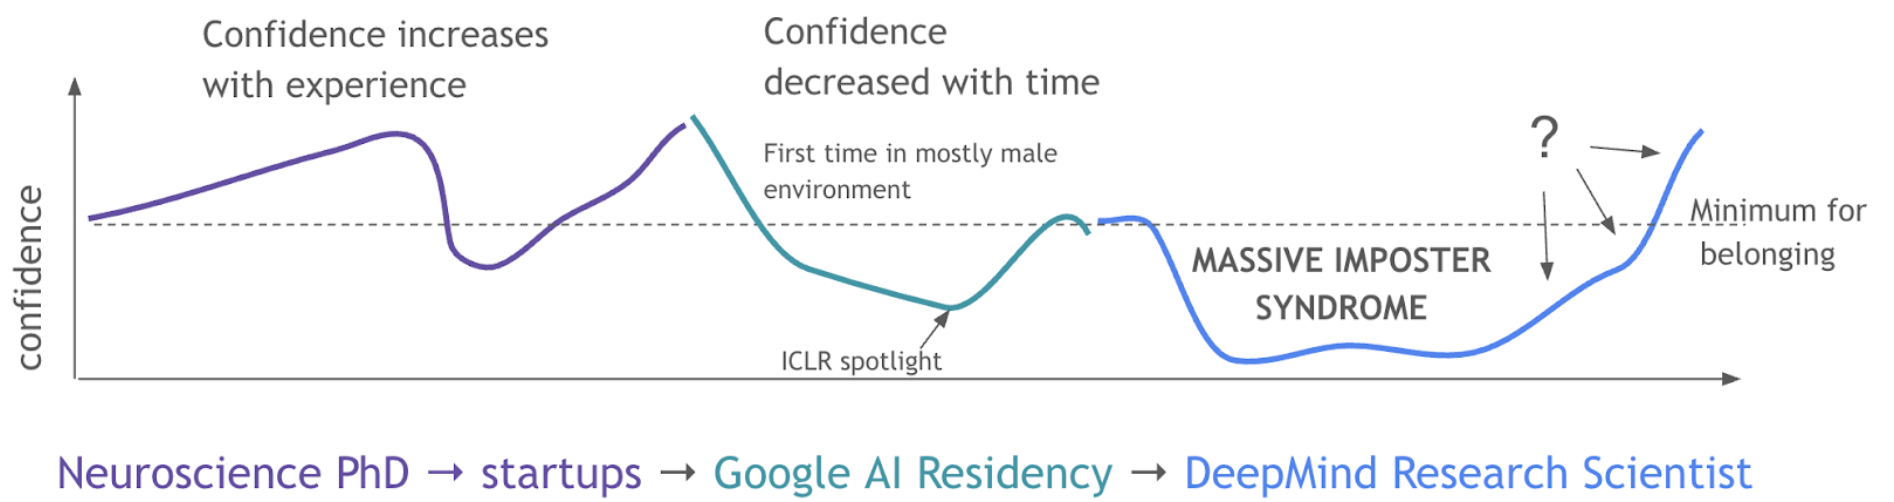 Confidence increases
with experience
Confidence
decreased with time
First time in mostly male
environment
?
Minimum for
belonging
MASSIVE IMPOSTER
SYNDROME
ICLR spotlight
confidence
Neuroscience PhD → startups → Google AI Residency → DeepMind Research Scientist